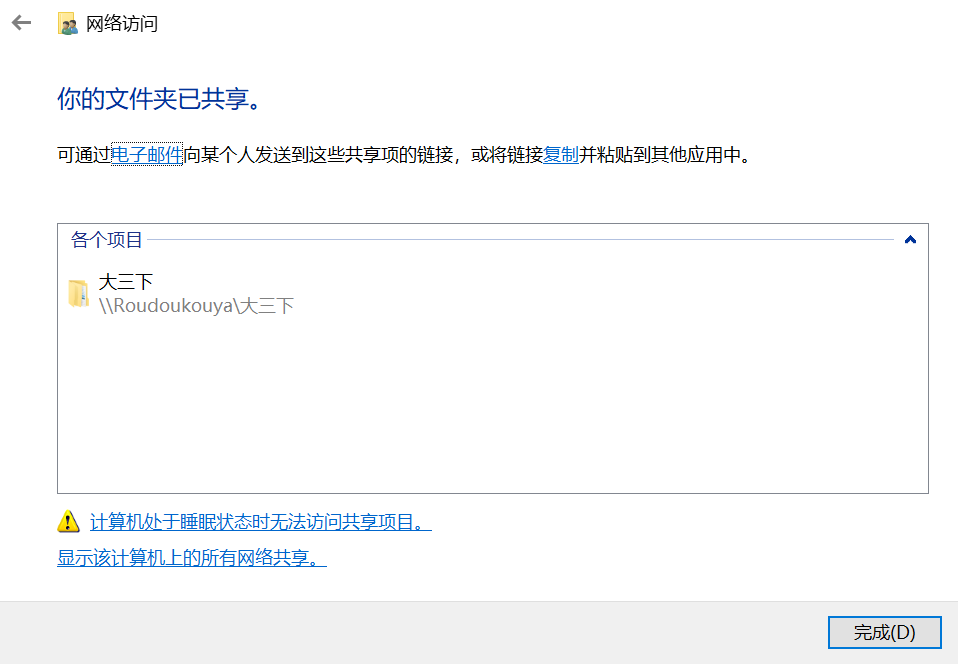 网络访问
你的文件夹已共享。
可通过电子邮件向某个人发送到这些共享项的链接，或将链接复制并粘贴到其他应用中。
各个项目
大三下
\\Roudoukouya\大三下
计算机处于睡眠状态时无法访问共享项目。
显示该计算机上的所有网络共享。
完成(D)